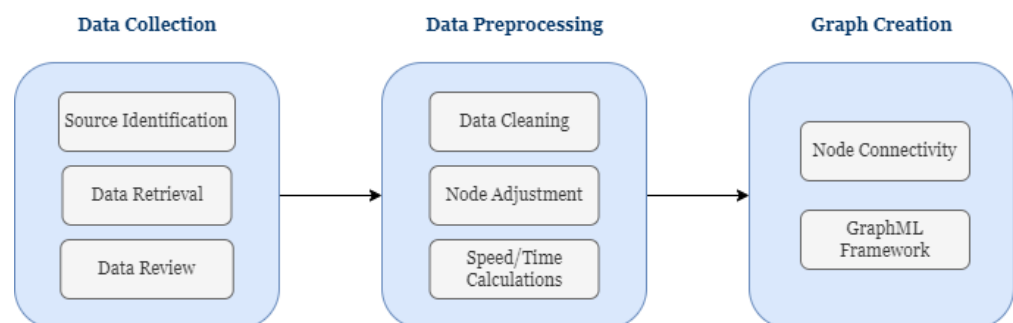 Data Collection
Source Identification
Data Retrieval
Data Review
Data Preprocessing
Data Cleaning
Node Adjustment
Speed/Time
Calculations
Graph Creation
Node Connectivity
GraphML
Framework